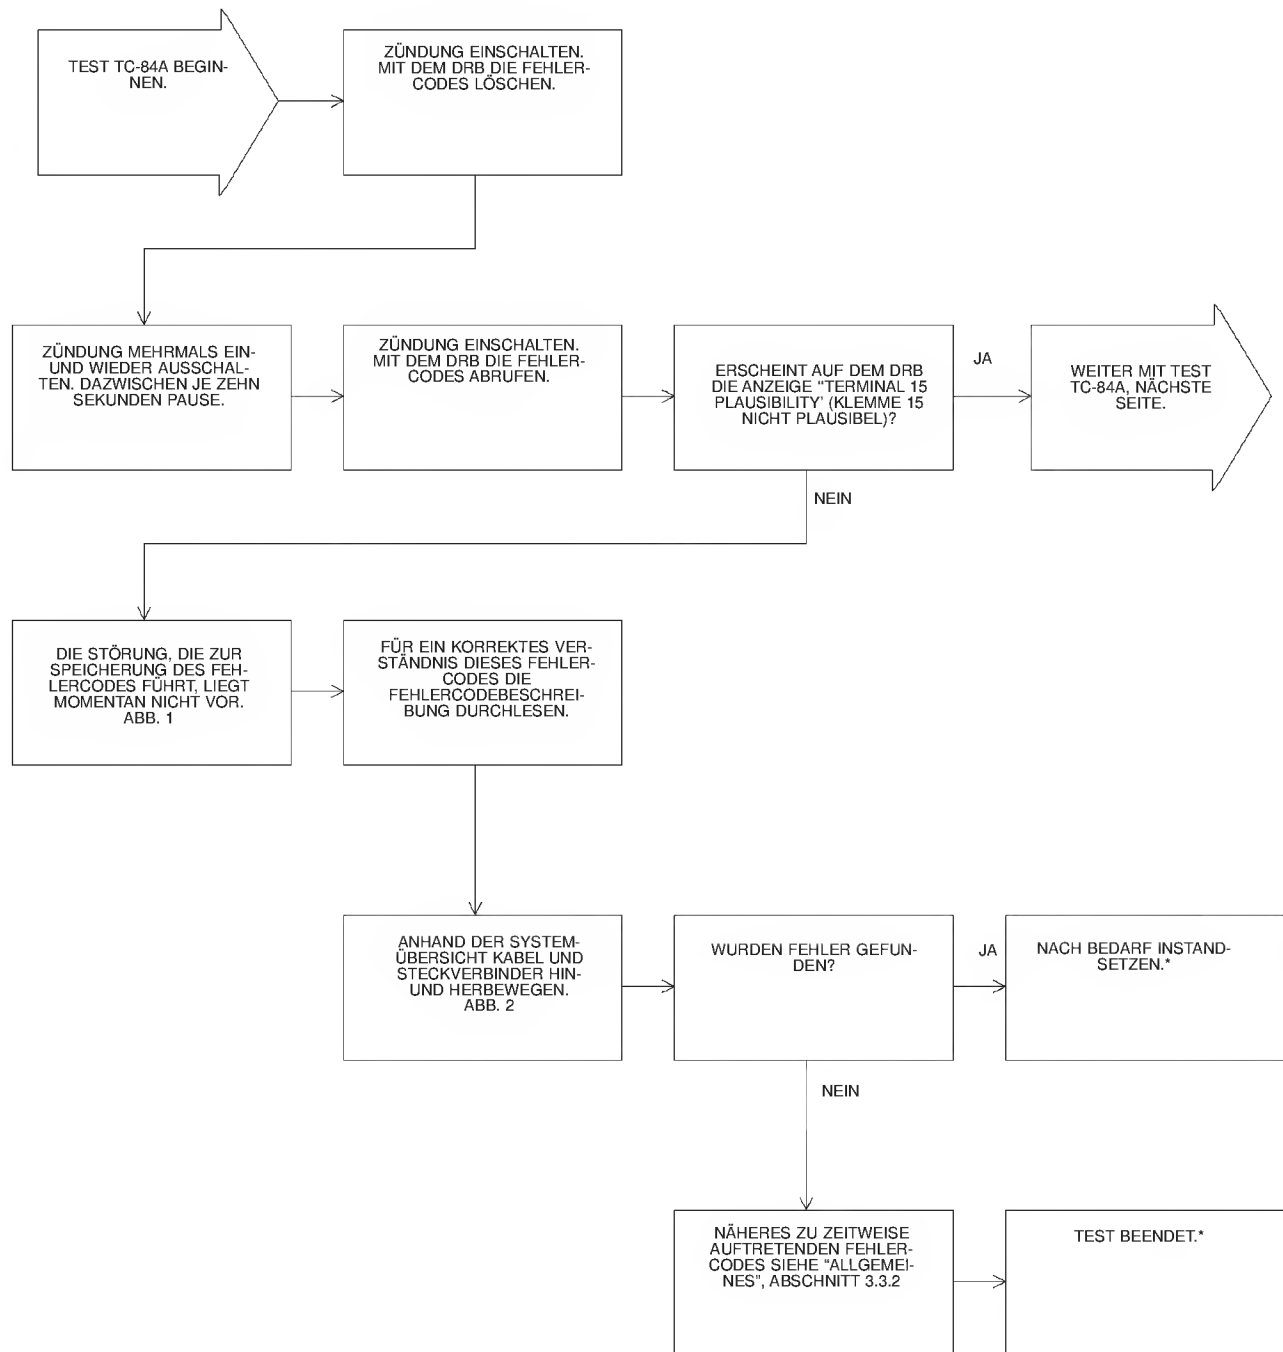 TEST TC-84A BEGIN-
NEN.
ZÜNDUNG EINSCHALTEN.
MIT DEM DRB DIE FEHLER-
CODES LÖSCHEN.
ZÜNDUNG MEHRMALS EIN-
UND WIEDER AUSSCHAL-
TEN. DAZWISCHEN JE ZEHN
SEKUNDEN PAUSE.
ZÜNDUNG EINSCHALTEN.
MIT DEM DRB DIE FEHLER-
CODES ABRUFEN.
ERSCHEINT AUF DEM DRB
DIE ANZEIGE "TERMINAL 15
PLAUSIBILITY' (KLEMME 15
NICHT PLAUSIBEL)?
JA
WEITER MIT TEST
TC-84A, NÄCHSTE
SEITE.
NEIN
DIE STÖRUNG, DIE ZUR
SPEICHERUNG DES FEH-
LERCODES FÜHRT, LIEGT
MOMENTAN NICHT VOR.
ABB. 1
FÜR EIN KORREKTES VER-
STÄNDNIS DIESES FEHLER-
CODES DIE
FEHLERCODEBESCHREI-
BUNG DURCHLESEN.
ANHAND DER SYSTEM-
ÜBERSICHT KABEL UND
STECKVERBINDER HIN-
UND HERBEWEGEN.
ABB. 2
WURDEN FEHLER GEFUN-
DEN?
JA
NACH BEDARF INSTAND-
SETZEN.*
NEIN
NÄHERES ZU ZEITWEISE
AUFTRETENDEN FEHLER-
CODES SIEHE "ALLGEMEI-
NES", ABSCHNITT 3.3.2
TEST BEENDET.*